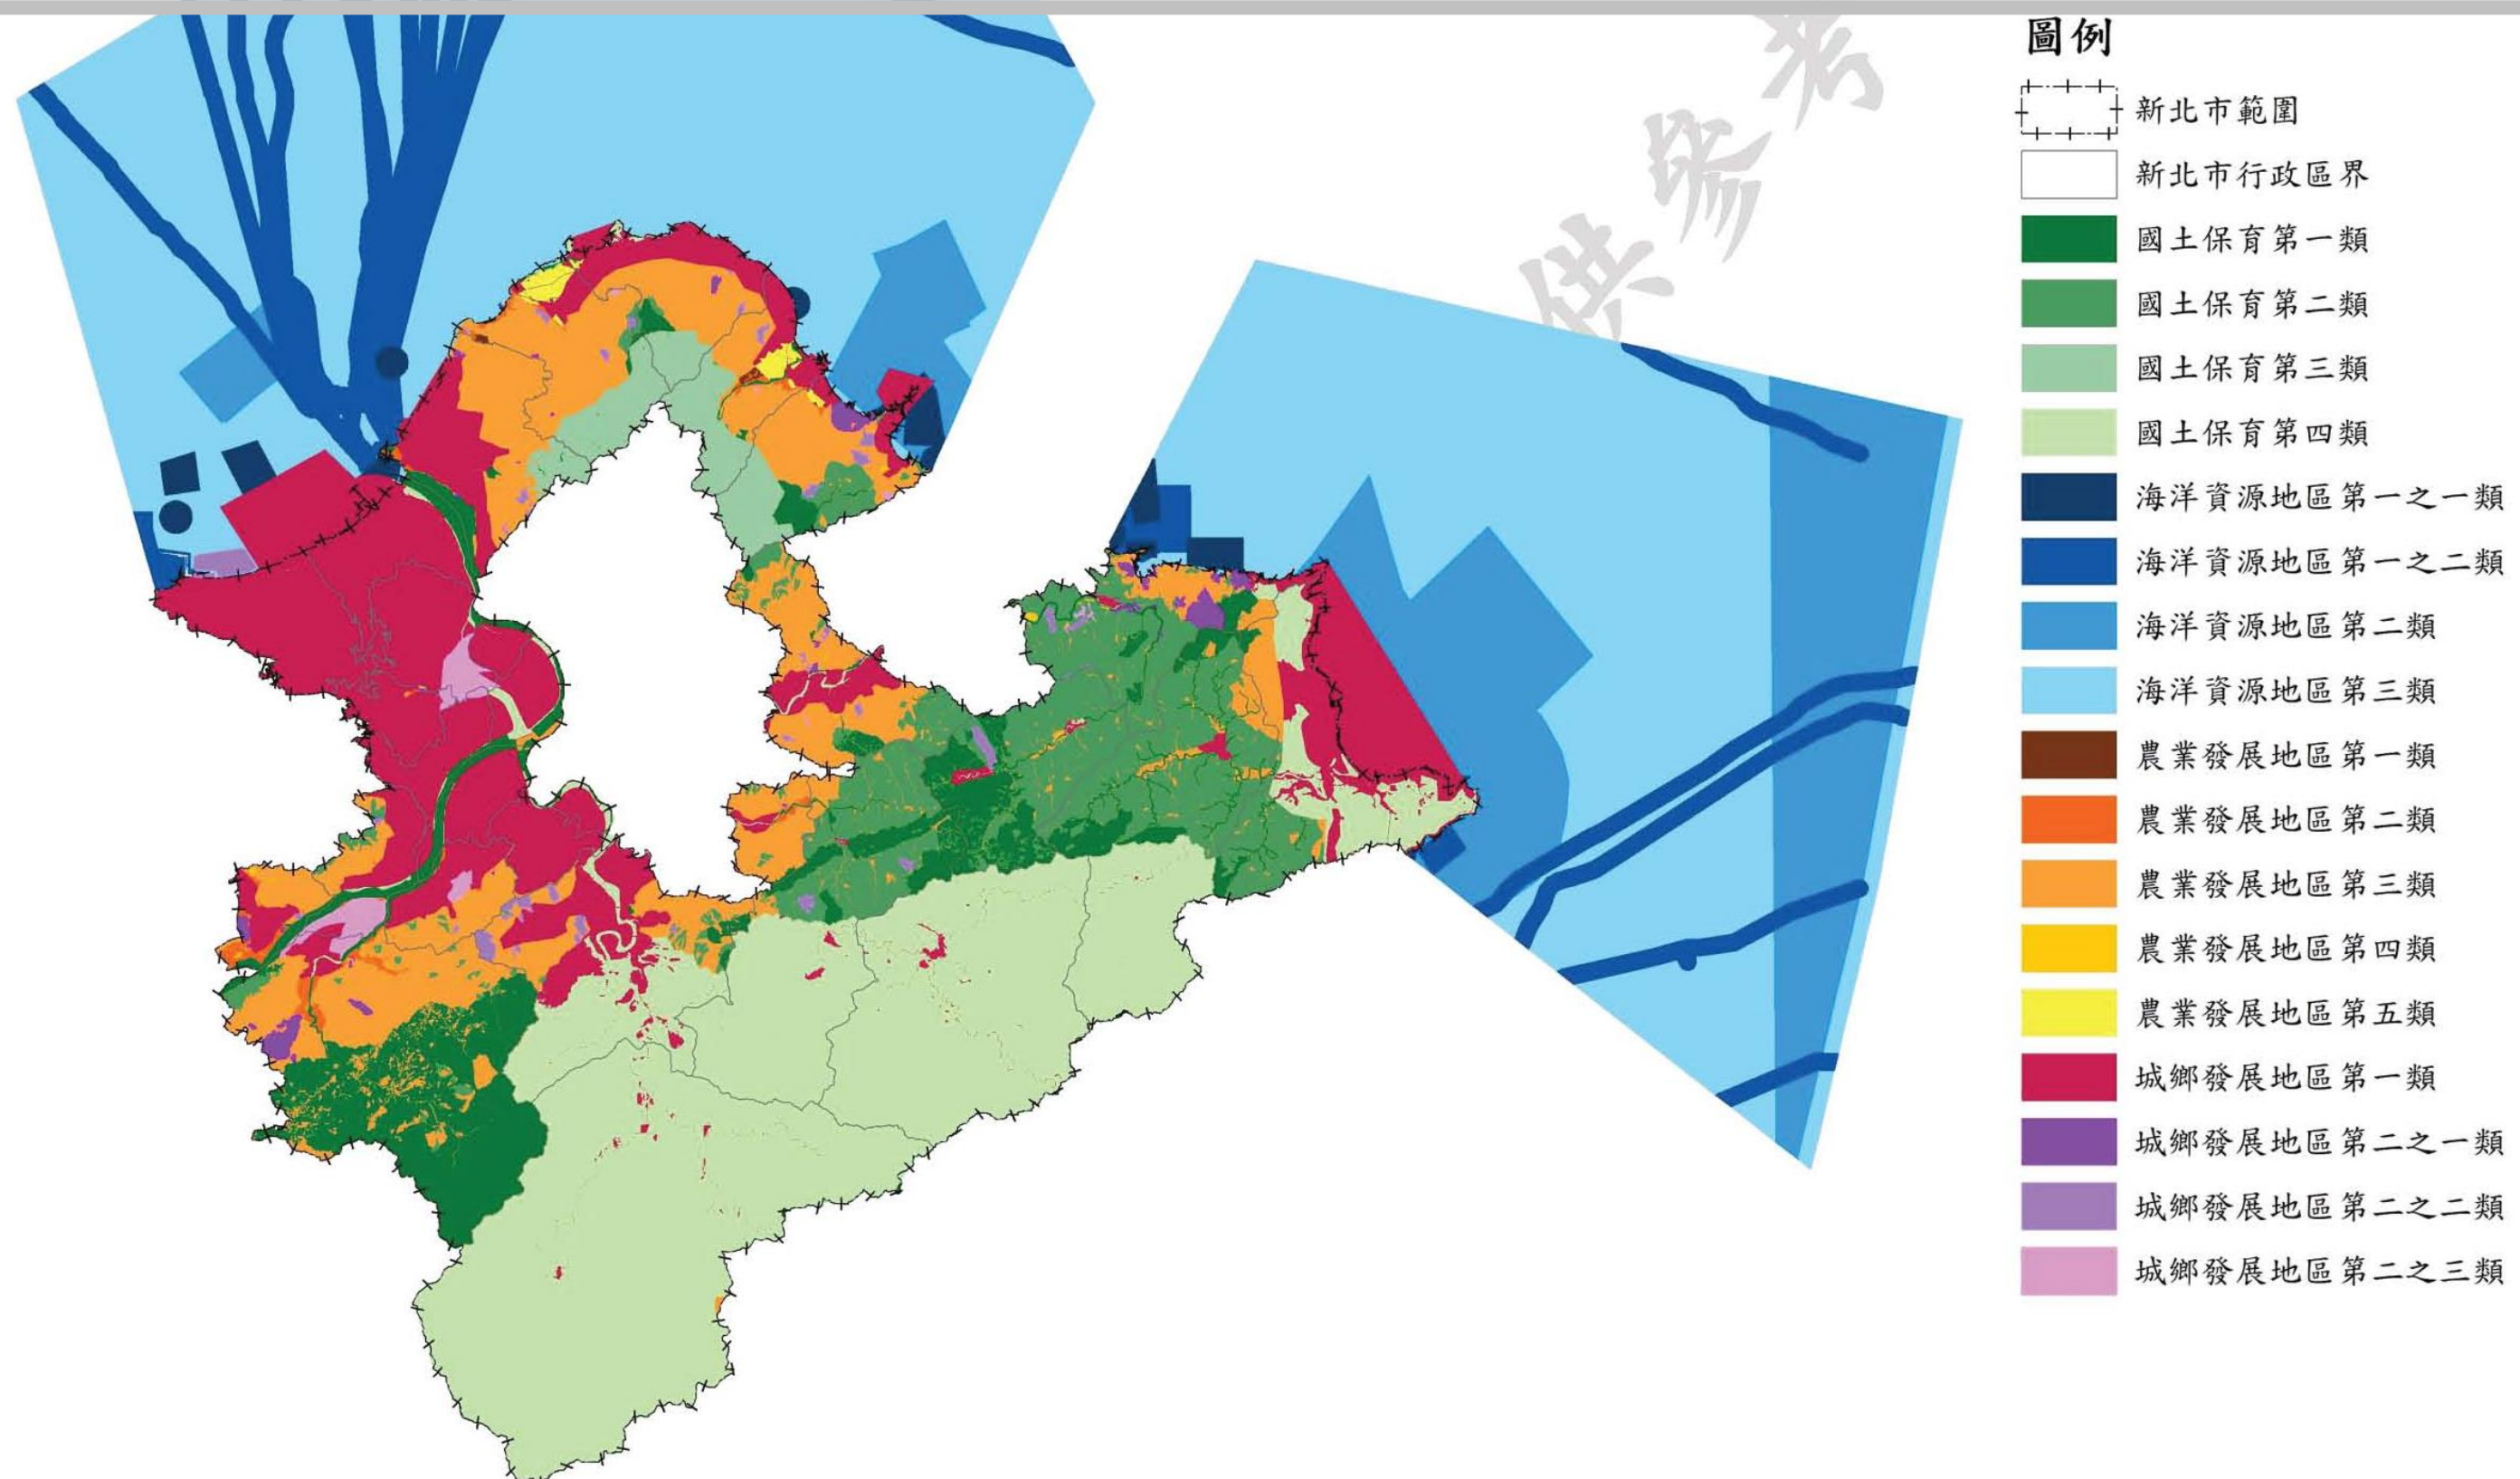 供參考
圖例
新北市範圍
新北市行政區界
國土保育第一類
國土保育第二類
國土保育第三類
國土保育第四類
海洋資源地區第一之一類
海洋資源地區第一之二類
海洋資源地區第二類
海洋資源地區第三類
農業發展地區第一類
農業發展地區第二類
農業發展地區第三類
農業發展地區第四類
農業發展地區第五類
城鄉發展地區第一類
城鄉發展地區第二之一類
城鄉發展地區第二之二類
城鄉發展地區第二之三類